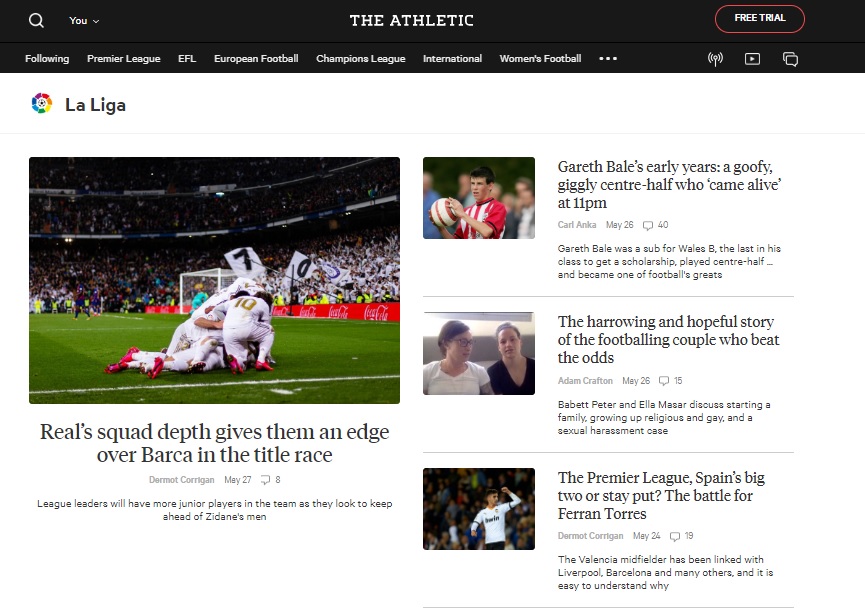 You
THE ATHLETIC
FREE TRIAL
Following Premier League EFL European Football Champions League International Women's Football
La Liga
Real's squad depth gives them an edge
over Barca in the title race
Dermot Corrigan May 27 8
League leaders will have more junior players in the team as they look to keep
ahead of Zidane's men
Gareth Bale's early years: a goofy,
giggly centre-half who 'came alive'
at 11pm
Carl Anka May 26 40
Gareth Bale was a sub for Wales B, the last in his
class to get a scholarship, played centre-half ...
and became one of football's greats
The harrowing and hopeful story
of the footballing couple who beat
the odds
Adam Crafton May 26 15
Babett Peter and Ella Masar discuss starting a
family, growing up religious and gay, and a
sexual harassment case
The Premier League, Spain's big
two or stay put? The battle for
Ferran Torres
Dermot Corrigan May 24 19
The Valencia midfielder has been linked with
Liverpool, Barcelona and many others, and it is
easy to understand why
7
10
Coca-Cola Coca-Cola
bwin